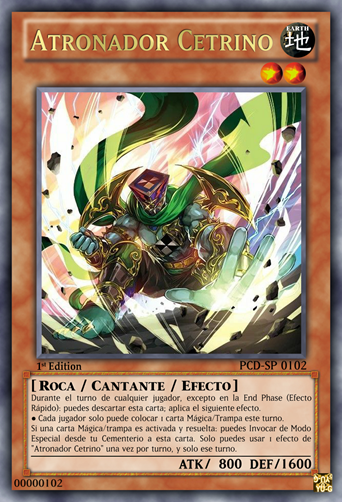 ATRONADOR CETRINO
EARTH
地
1st Edition
PCD-SP 0102
[ ROCA / CANTANTE / EFECTO ]
Durante el turno de cualquier jugador, excepto en la End Phase (Efecto
Rápido): puedes descartar esta carta; aplica el siguiente efecto.
● Cada jugador solo puede colocar 1 carta Mágica/Trampa este turno.
Si una carta Mágica/trampa es activada y resuelta: puedes Invocar de Modo
Especial desde tu Cementerio a esta carta. Solo puedes usar 1 efecto de
"Atronador Cetrino" una vez por turno, y solo ese turno.
ATK/ 800 DEF/1600
00000102